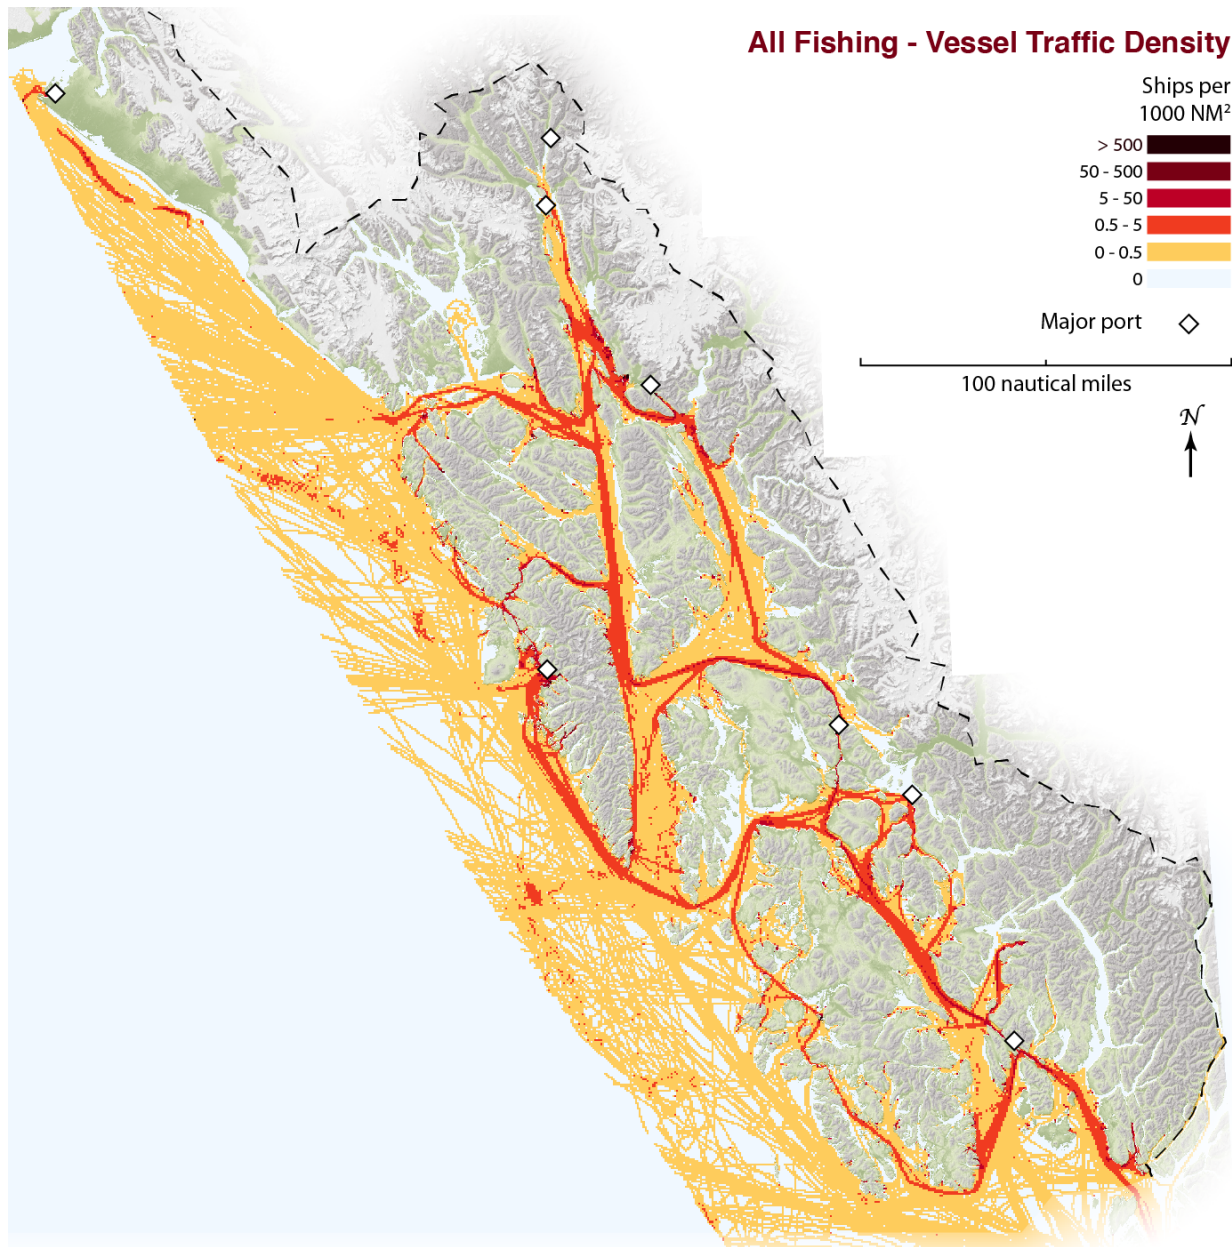 All Fishing - Vessel Traffic Density
Ships per
1000 NM²
> 500
50 - 500
5 - 50
0.5 - 5
0 - 0.5
0
Major port
100 nautical miles
N